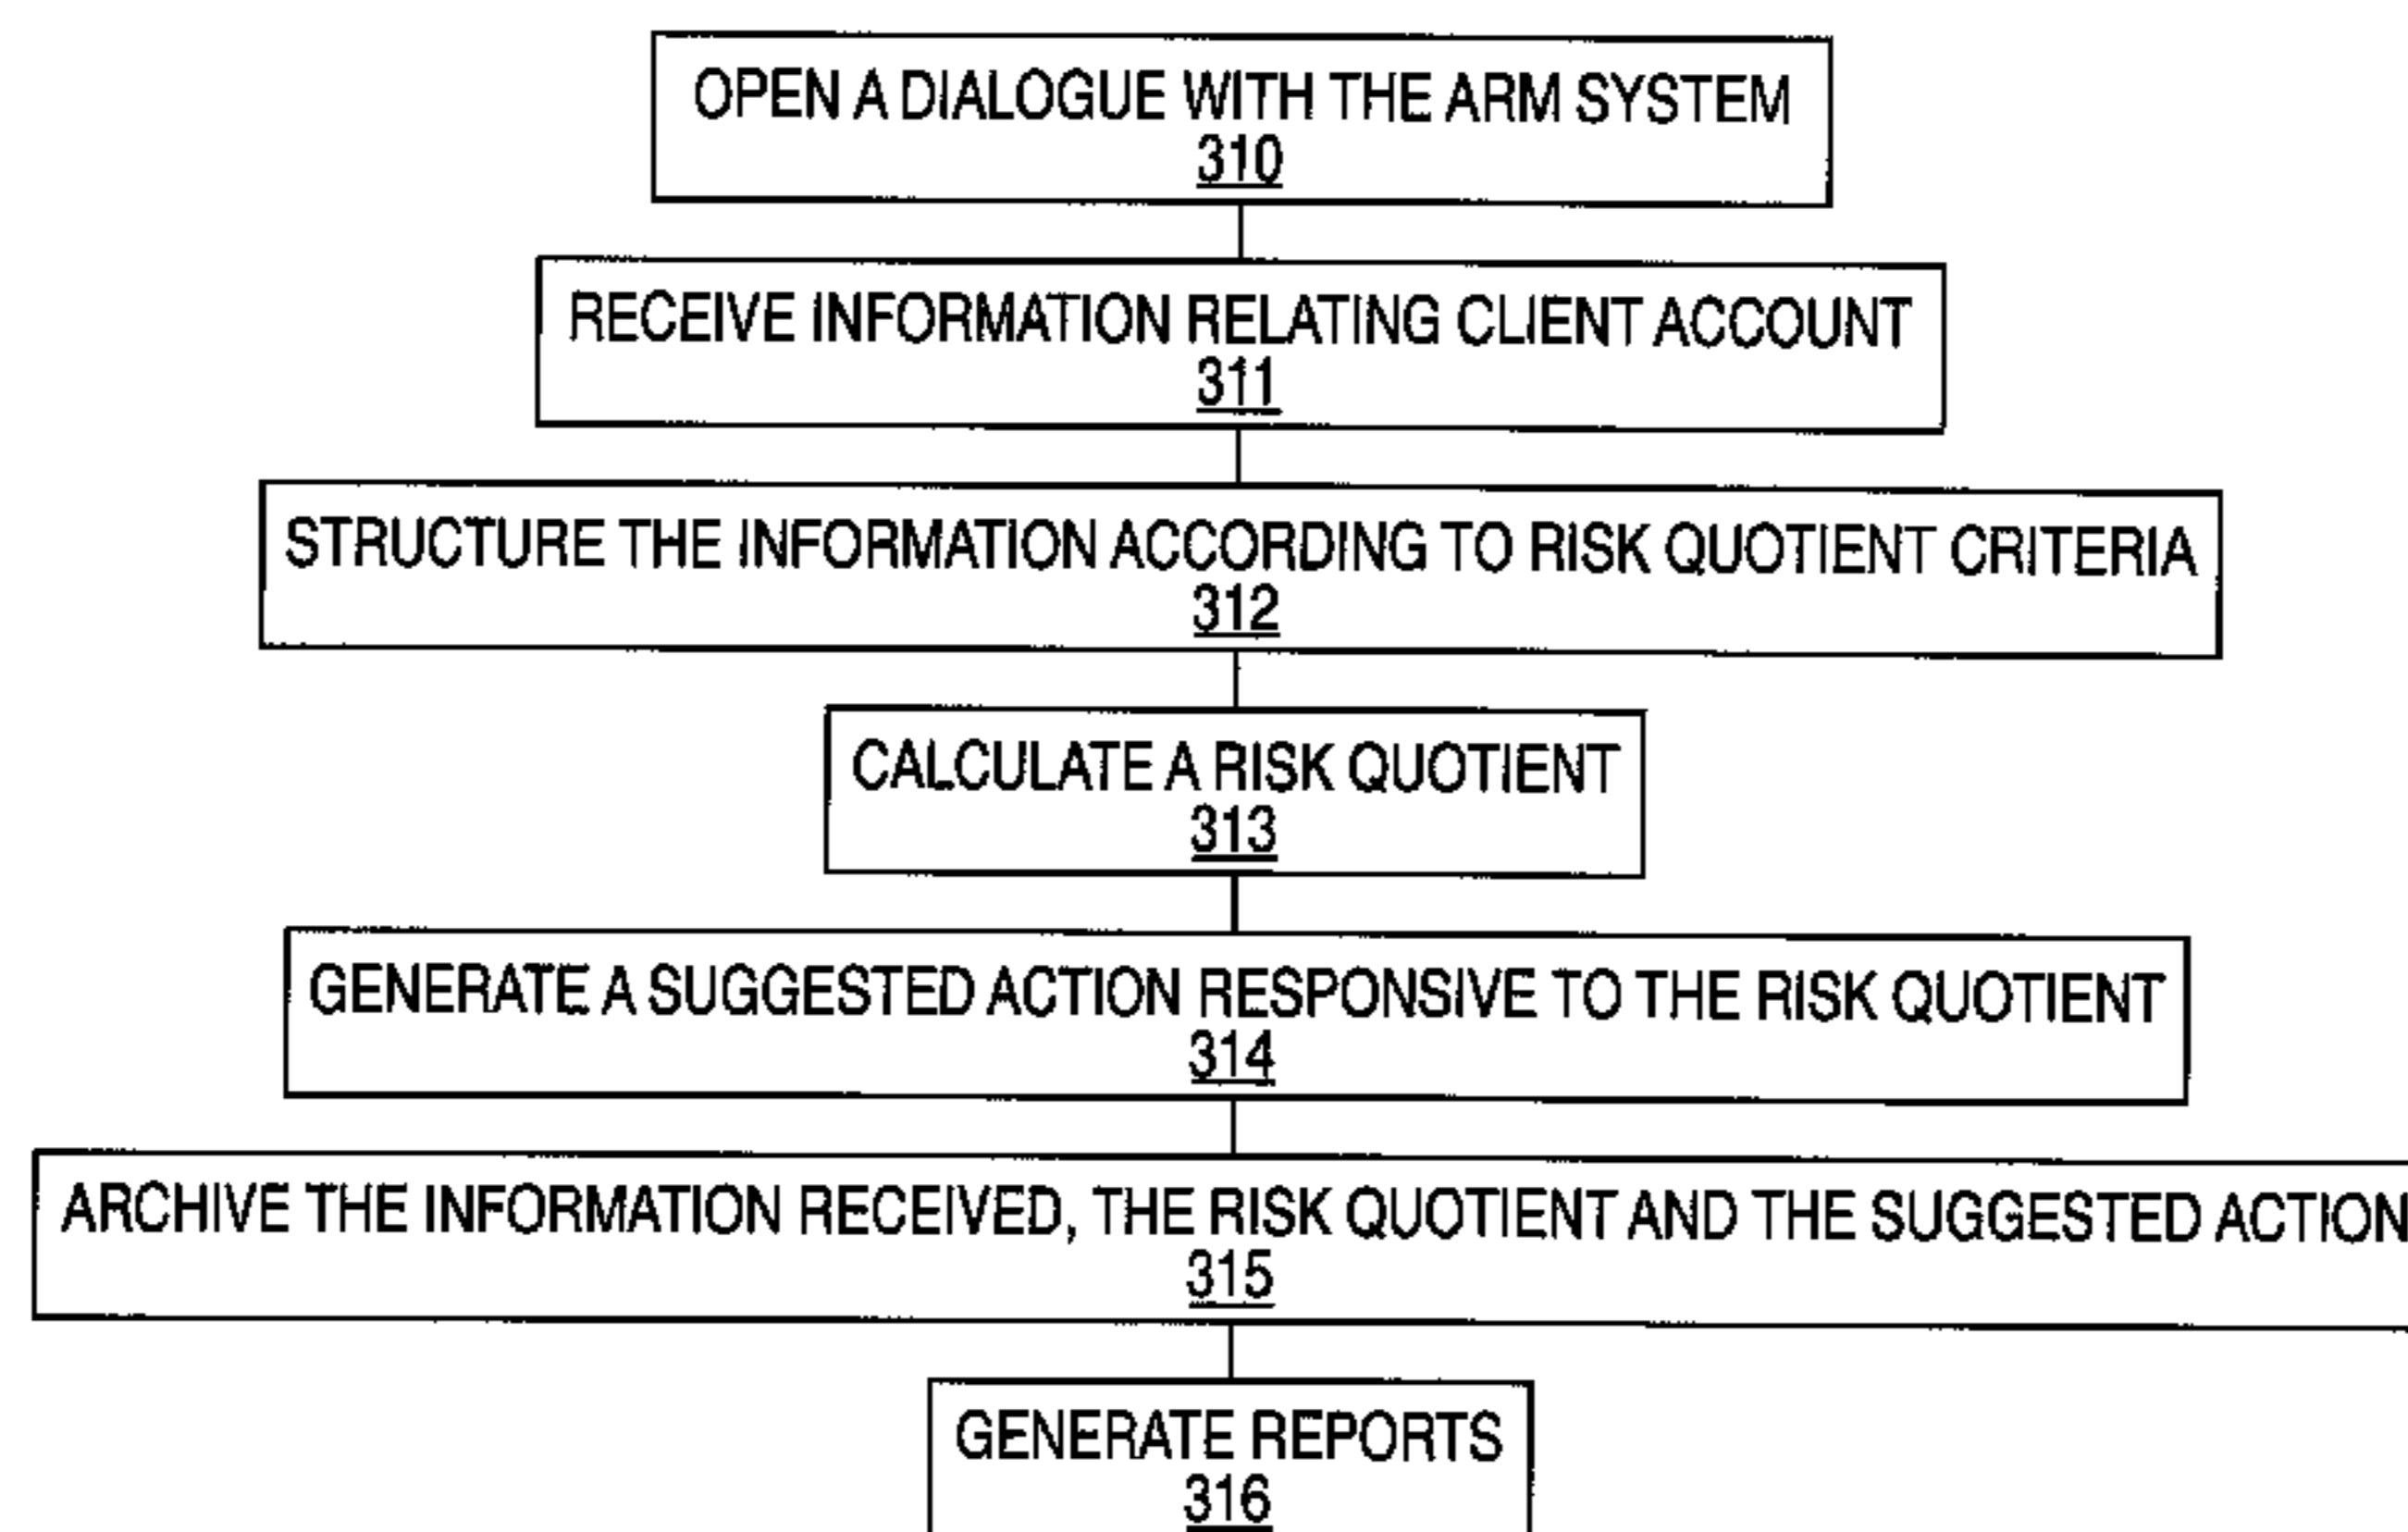 OPEN A DIALOGUE WITH THE ARM SYSTEM
310
RECEIVE INFORMATION RELATING CLIENT ACCOUNT
311
STRUCTURE THE INFORMATION ACCORDING TO RISK QUOTIENT CRITERIA
312
CALCULATE A RISK QUOTIENT
313
GENERATE A SUGGESTED ACTION RESPONSIVE TO THE RISK QUOTIENT
314
ARCHIVE THE INFORMATION RECEIVED, THE RISK QUOTIENT AND THE SUGGESTED ACTION
315
GENERATE REPORTS
316